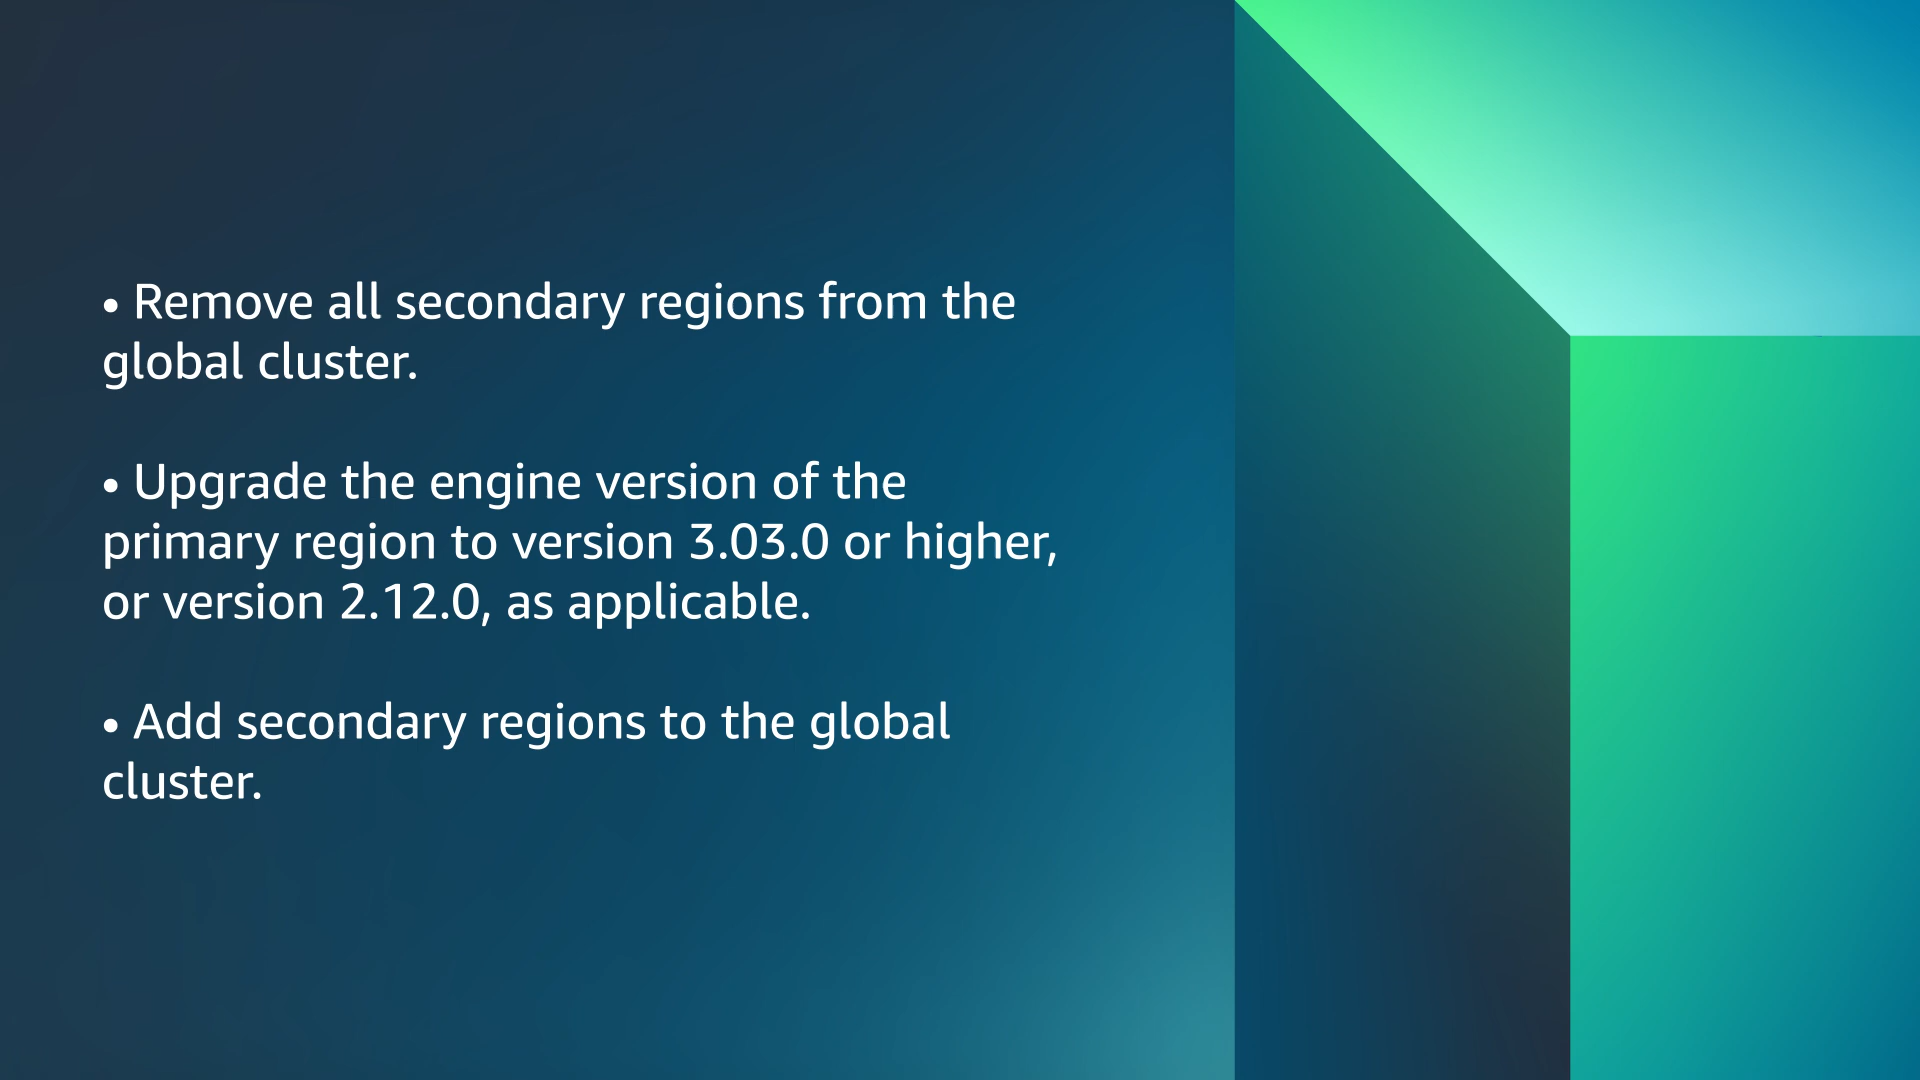 • Remove all secondary regions from the
global cluster.
• Upgrade the engine version of the
primary region to version 3.03.0 or higher,
or version 2.12.0, as applicable.
• Add secondary regions to the global
cluster.